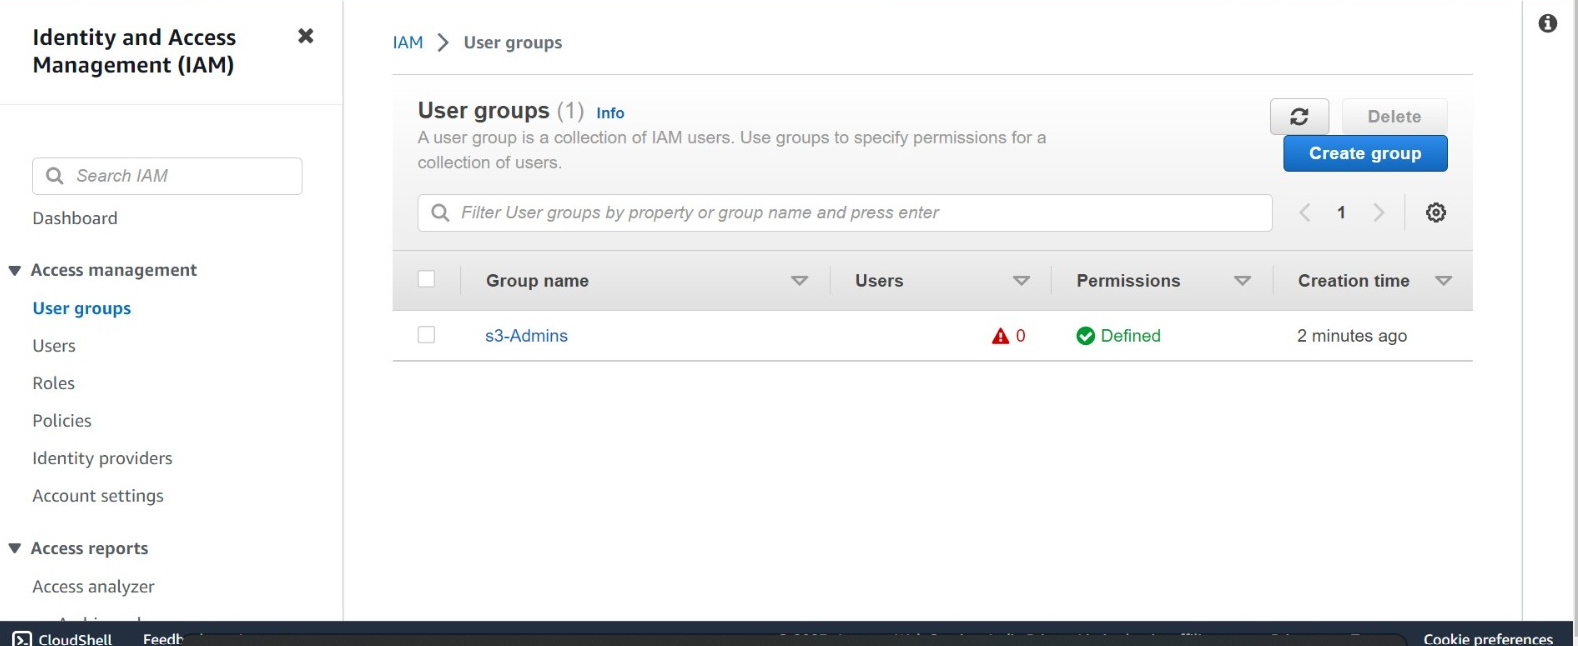 Identity and Access
Management (IAM)
Search IAM
Dashboard
Access management
User groups
Users
Roles
Policies
Identity providers
Account settings
Access reports
Access analyzer
IAM > User groups
User groups (1) Info
A user group is a collection of IAM users. Use groups to specify permissions for a
collection of users.
Delete
Create group
Filter User groups by property or group name and press enter
1
Group name Users Permissions Creation time
s3-Admins 0 Defined 2 minutes ago
CloudShell Cookie preferences